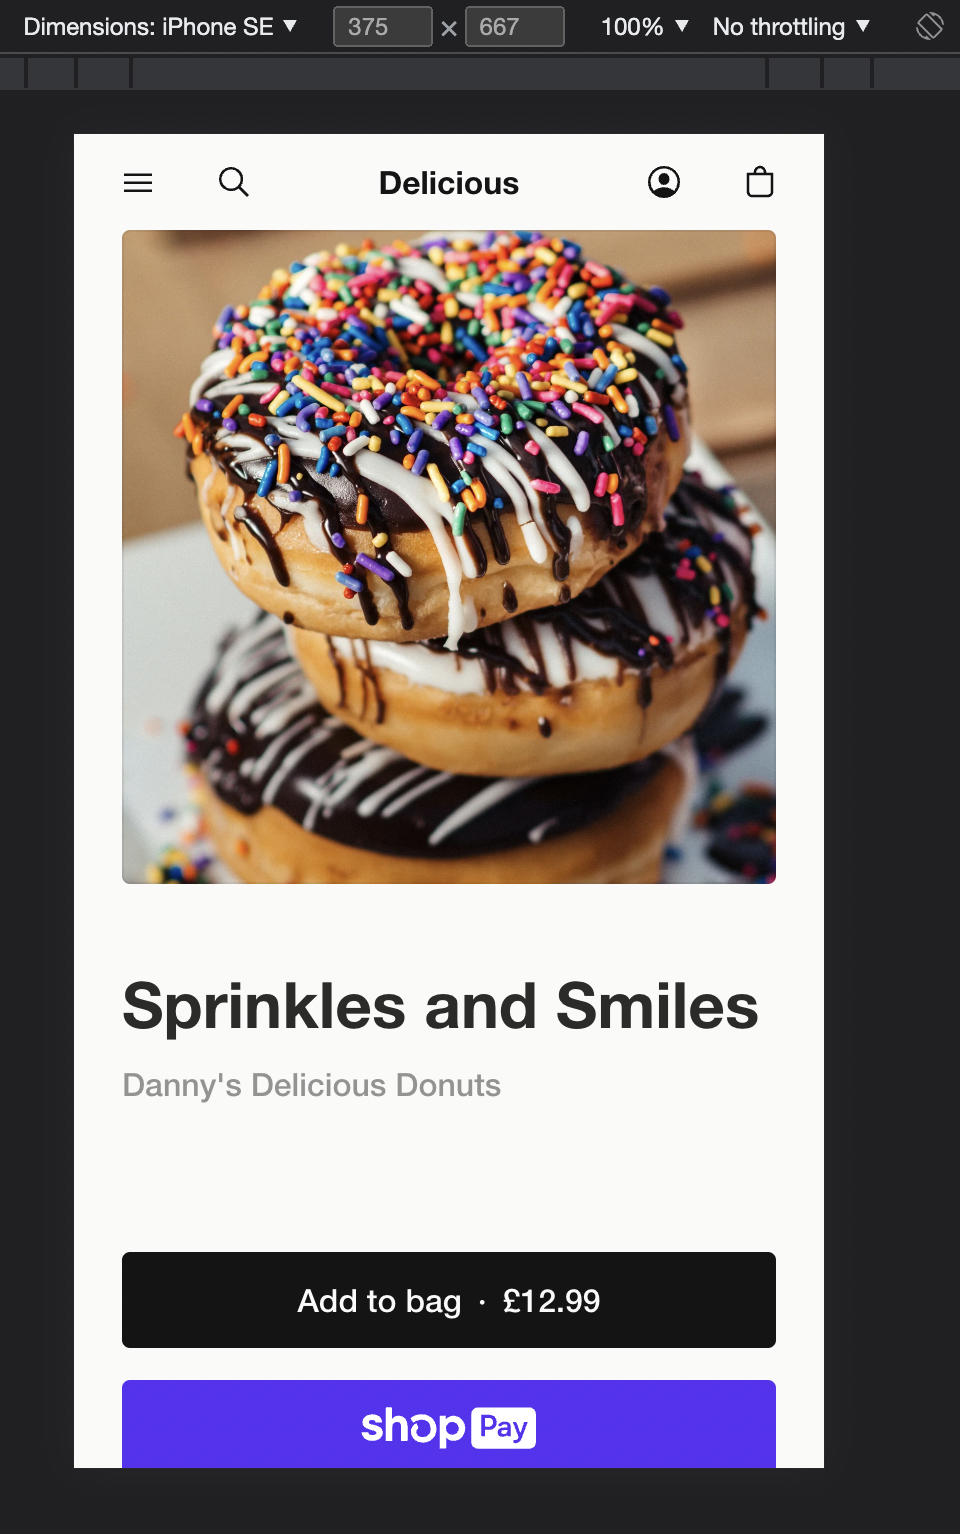 Dimensions: iPhone SE ▼ 375 × 667 100% ▼ No throttling ▼
Delicious
Sprinkles and Smiles
Danny's Delicious Donuts
Add to bag · £12.99
shop Pay